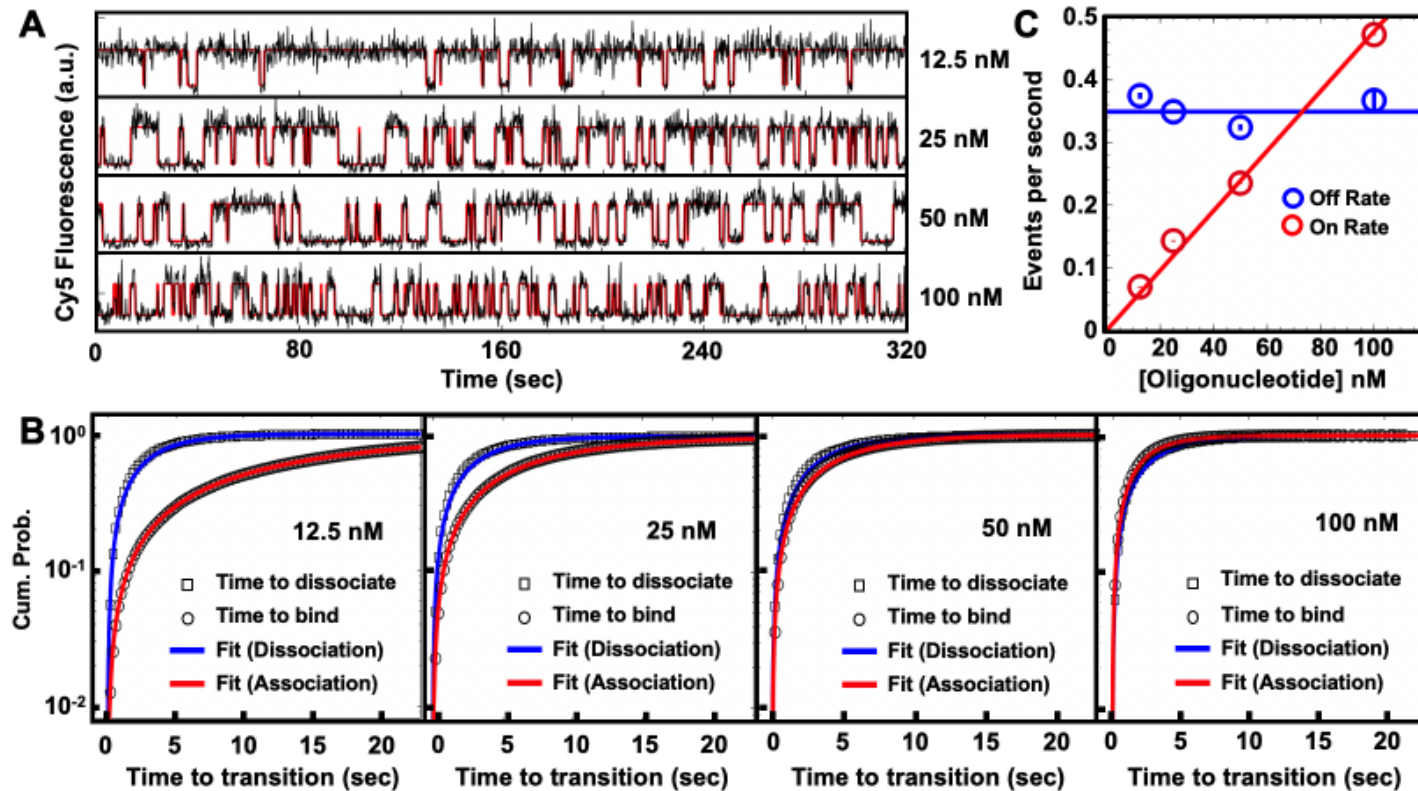 A
Cy5 Fluorescence (a.u.)
12.5 nM
25 nM
50 nM
100 nM
0 80 160 240 320
Time (sec)
C
Events per second
0.5
0.4
0.3
0.2
0.1
0
Off Rate
On Rate
0 20 40 60 80 100
[Oligonucleotide] nM
B
Cum. Prob.
10⁰
10⁻¹
10⁻²
12.5 nM
Time to dissociate
Time to bind
Fit (Dissociation)
Fit (Association)
0 5 10 15 20
Time to transition (sec)
25 nM
Time to dissociate
Time to bind
Fit (Dissociation)
Fit (Association)
0 5 10 15 20
Time to transition (sec)
50 nM
Time to dissociate
Time to bind
Fit (Dissociation)
Fit (Association)
0 5 10 15 20
Time to transition (sec)
100 nM
Time to dissociate
Time to bind
Fit (Dissociation)
Fit (Association)
0 5 10 15 20
Time to transition (sec)